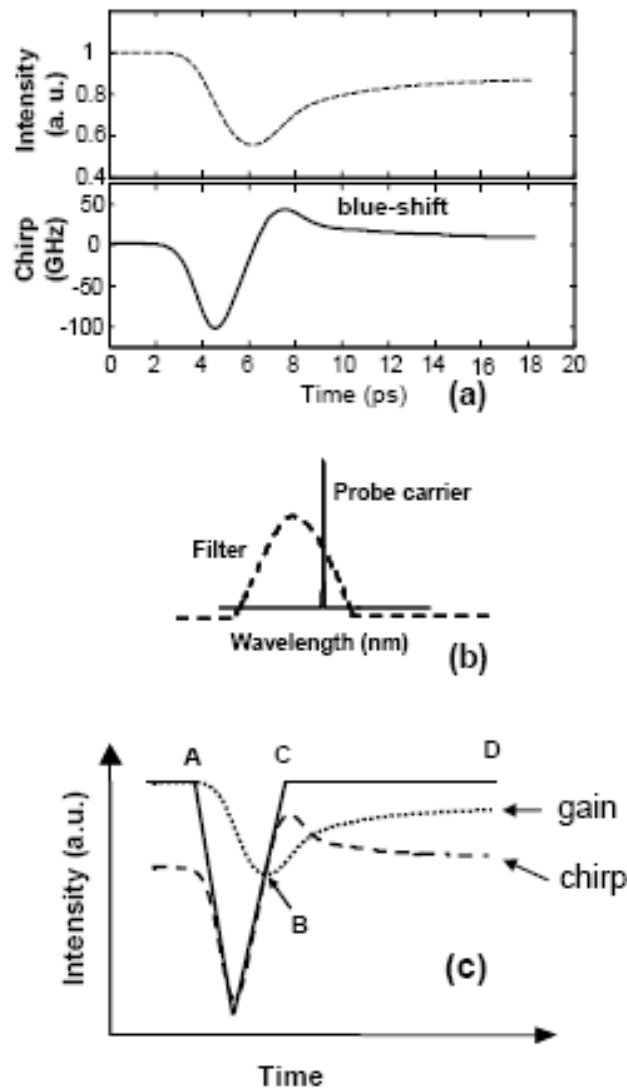 1
0.8
0.6
0.4
Intensity
(a. u.)
50
0
-50
-100
Chirp
(GHz)
blue-shift
0 2 4 6 8 10 12 14 16 18 20
Time (ps)
(a)
Probe carrier
Filter
Wavelength (nm)
(b)
A C D
gain
chirp
B
(c)
Intensity (a.u.)
Time